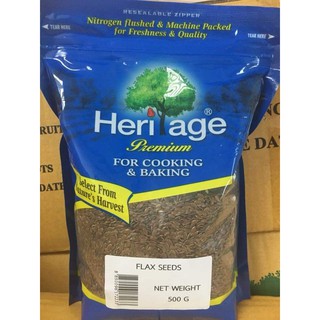 RESEALABLE ZIPPER
TEAR HERE
TEAR HERE
Nitrogen flushed & Machine Packed
for Freshness & Quality
Heritage®
Premium
FOR COOKING
& BAKING
Select From
Nature's Harvest
FLAX SEEDS
NET WEIGHT
500 G